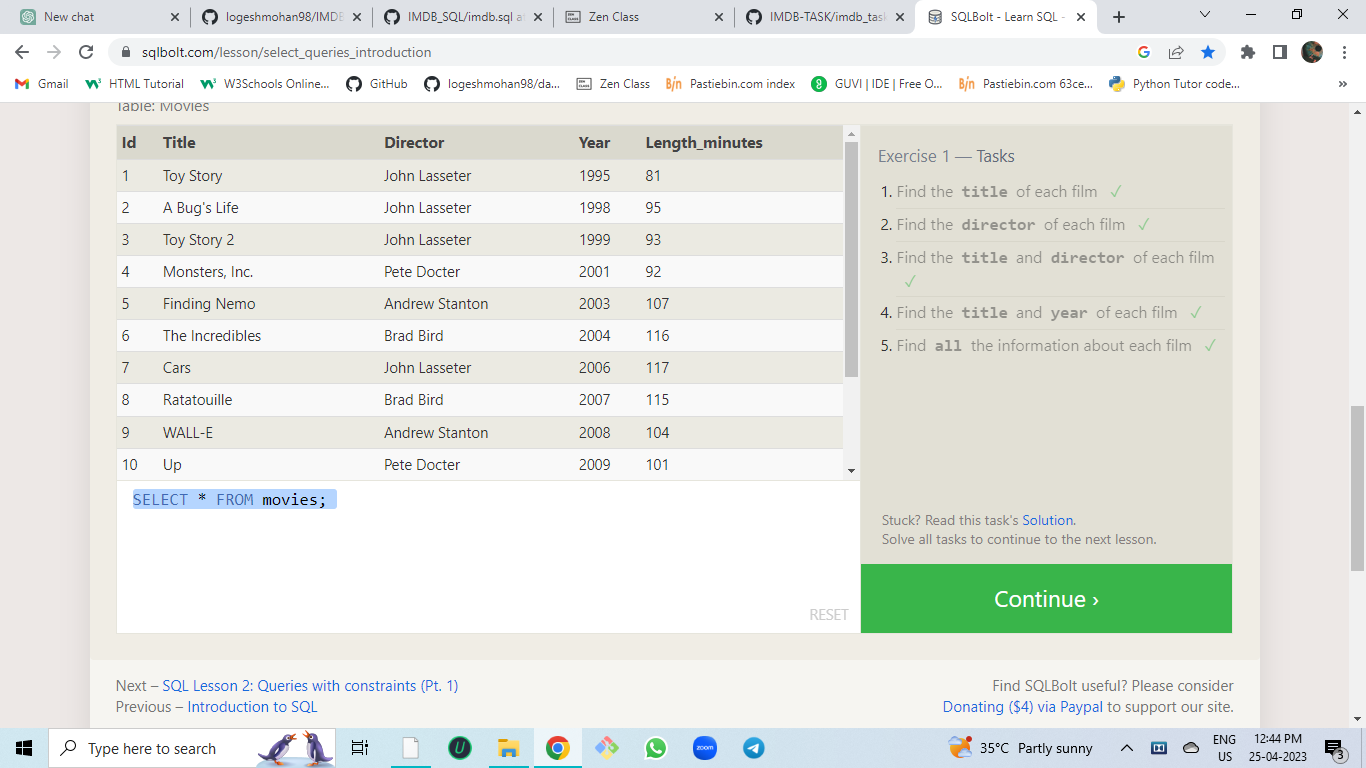 New chat
logeshmohan98/IMDB
IMDB_SQL/imdb.sql at
Zen Class
IMDB-TASK/imdb_task
SQLBolt - Learn SQL -
sqlbolt.com/lesson/select_queries_introduction
Gmail
HTML Tutorial
W3Schools Online...
GitHub
logeshmohan98/da...
Zen Class
Pastiebin.com index
GUVI | IDE | Free O...
Pastiebin.com 63ce...
Python Tutor code...
»
Table: Movies
Id Title Director Year Length_minutes
1 Toy Story John Lasseter 1995 81
2 A Bug's Life John Lasseter 1998 95
3 Toy Story 2 John Lasseter 1999 93
4 Monsters, Inc. Pete Docter 2001 92
5 Finding Nemo Andrew Stanton 2003 107
6 The Incredibles Brad Bird 2004 116
7 Cars John Lasseter 2006 117
8 Ratatouille Brad Bird 2007 115
9 WALL-E Andrew Stanton 2008 104
10 Up Pete Docter 2009 101
SELECT * FROM movies;
RESET
Exercise 1 — Tasks
1. Find the title of each film ✓
2. Find the director of each film ✓
3. Find the title and director of each film
✓
4. Find the title and year of each film ✓
5. Find all the information about each film ✓
Stuck? Read this task's Solution.
Solve all tasks to continue to the next lesson.
Continue ›
Next – SQL Lesson 2: Queries with constraints (Pt. 1)
Previous – Introduction to SQL
Find SQLBolt useful? Please consider
Donating ($4) via Paypal to support our site.
Type here to search
zoom
35°C Partly sunny
ENG
US
12:44 PM
25-04-2023
3